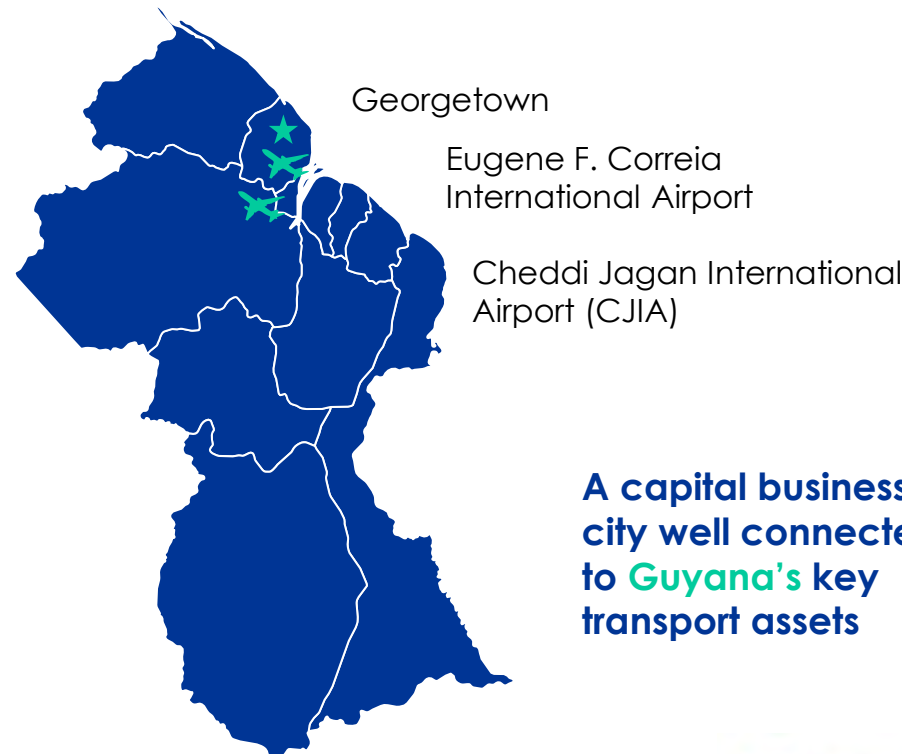 Georgetown
Eugene F. Correia
International Airport
Cheddi Jagan International
Airport (CJIA)
A capital business
city well connecte
to Guyana's key
transport assets